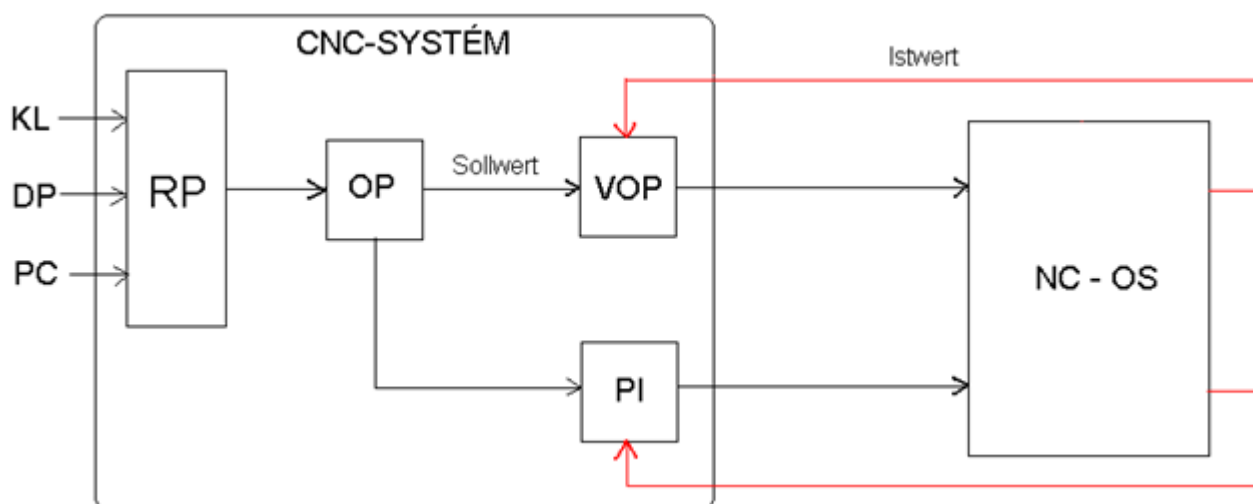 CNC-SYSTÉM
Istwert
KL
DP
PC
RP
OP
Sollwert
VOP
NC - OS
PI